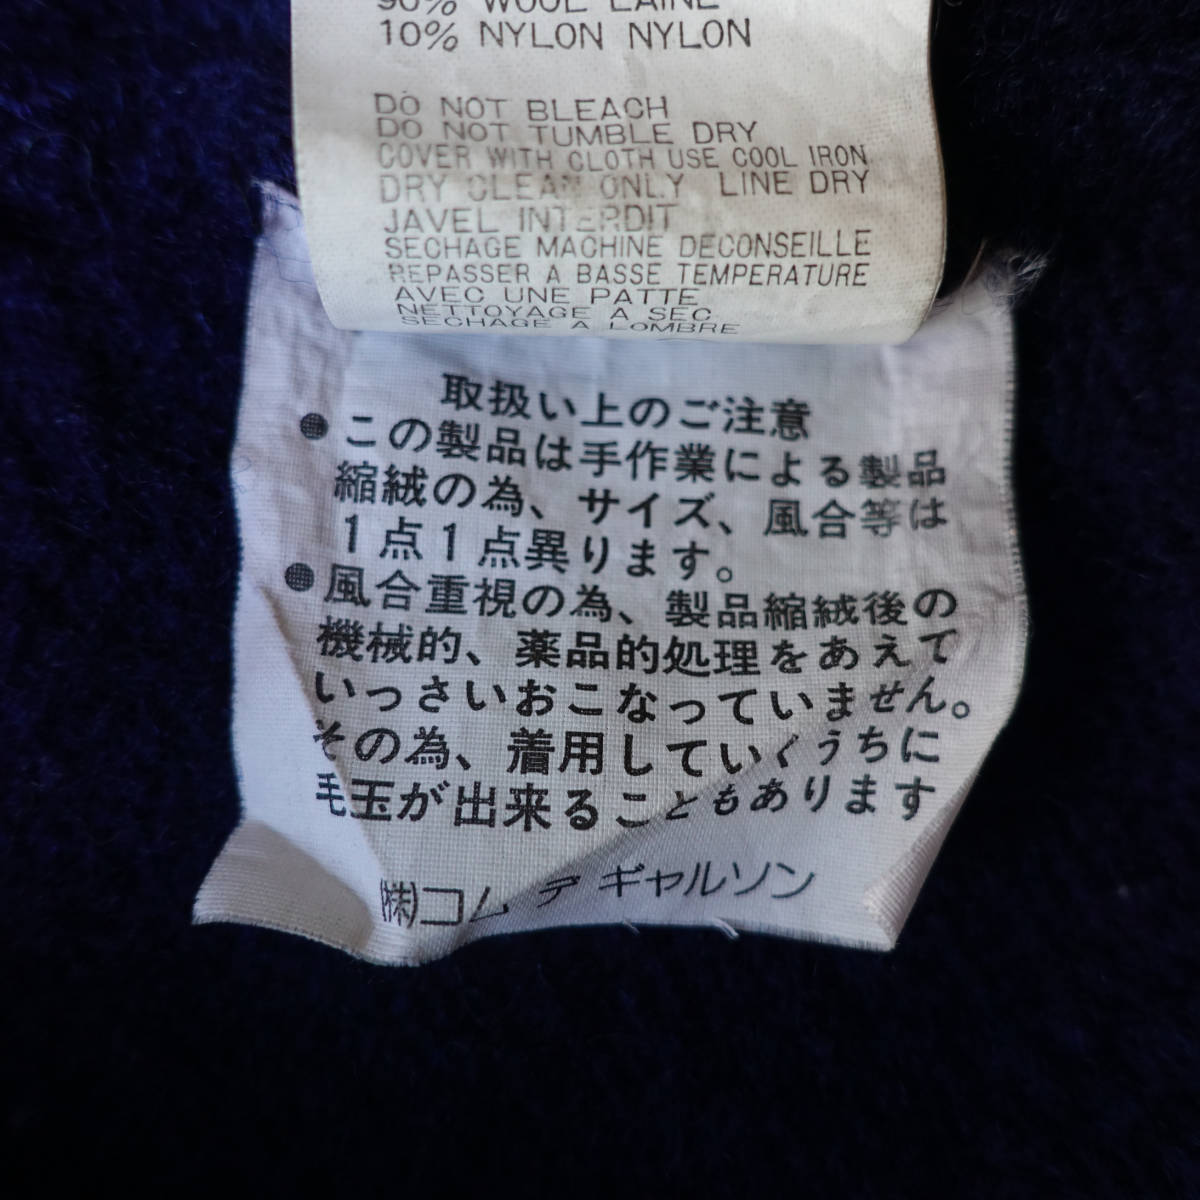 90% WOOL LAINE
10% NYLON NYLON
DO NOT BLEACH
DO NOT TUMBLE DRY
COVER WITH CLOTH USE COOL IRON
DRY CLEAN ONLY LINE DRY
JAVEL INTERDIT
SECHAGE MACHINE DECONSEILLE
REPASSER A BASSE TEMPERATURE
AVEC UNE PATTE
NETTOYAGE A SEC
SECHAGE A LOMBRE
取扱い上のご注意
●この製品は手作業による製品
縮絨の為、サイズ、風合等は
1点1点異ります。
●風合重視の為、製品縮絨後の
機械的、薬品的処理をあえて
いっさいおこなっていません。
その為、着用していくうちに
毛玉が出来ることもあります
㈱コム デ ギャルソン